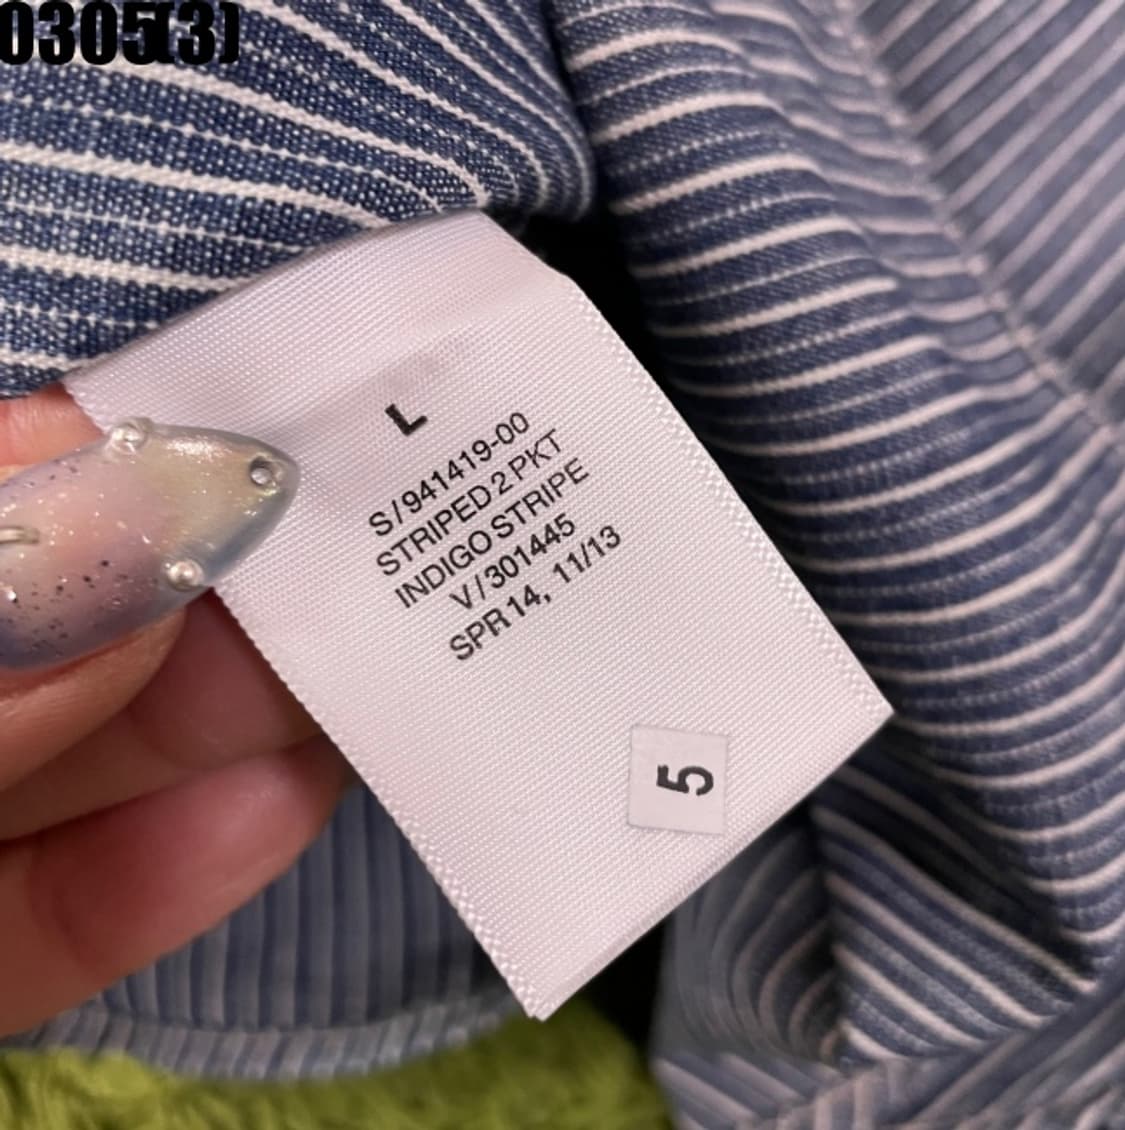 0305(3)
L
S/941419-00
STRIPED 2 PKT
INDIGO STRIPE
V/301445
SPR 14, 11/13
5